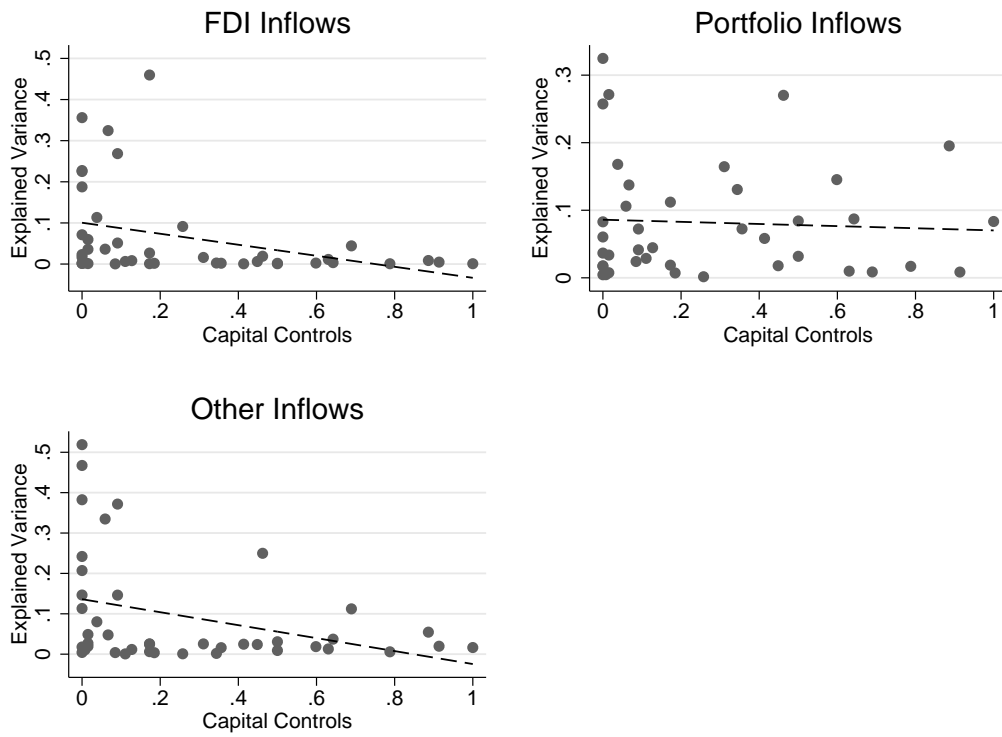 FDI Inflows
Explained Variance
.5
.4
.3
.2
.1
0
0 .2 .4 .6 .8 1
Capital Controls
Portfolio Inflows
Explained Variance
.3
.2
.1
0
0 .2 .4 .6 .8 1
Capital Controls
Other Inflows
Explained Variance
.5
.4
.3
.2
.1
0
0 .2 .4 .6 .8 1
Capital Controls